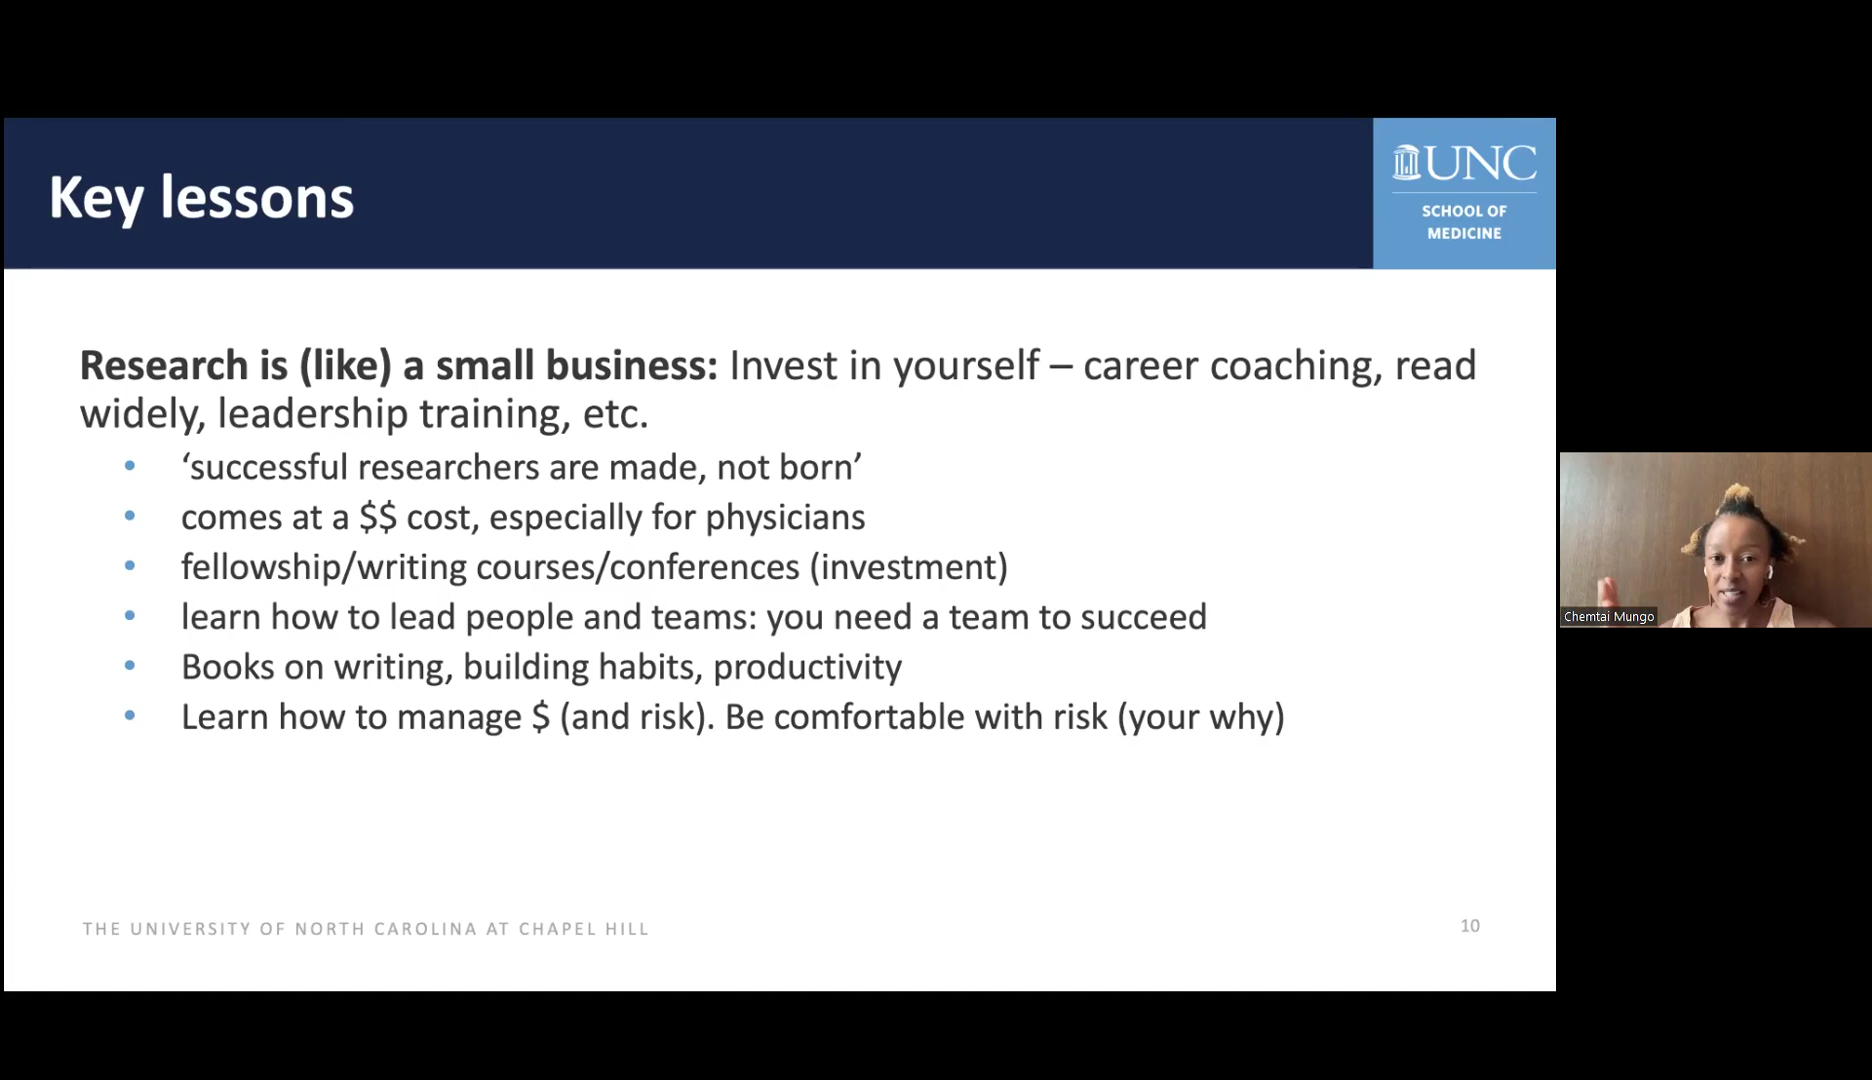 Key lessons
UNC
SCHOOL OF
MEDICINE
Research is (like) a small business: Invest in yourself – career coaching, read
widely, leadership training, etc.
• ‘successful researchers are made, not born’
• comes at a $$ cost, especially for physicians
• fellowship/writing courses/conferences (investment)
• learn how to lead people and teams: you need a team to succeed
• Books on writing, building habits, productivity
• Learn how to manage $ (and risk). Be comfortable with risk (your why)
Chemtai Mungo
THE UNIVERSITY OF NORTH CAROLINA AT CHAPEL HILL
10